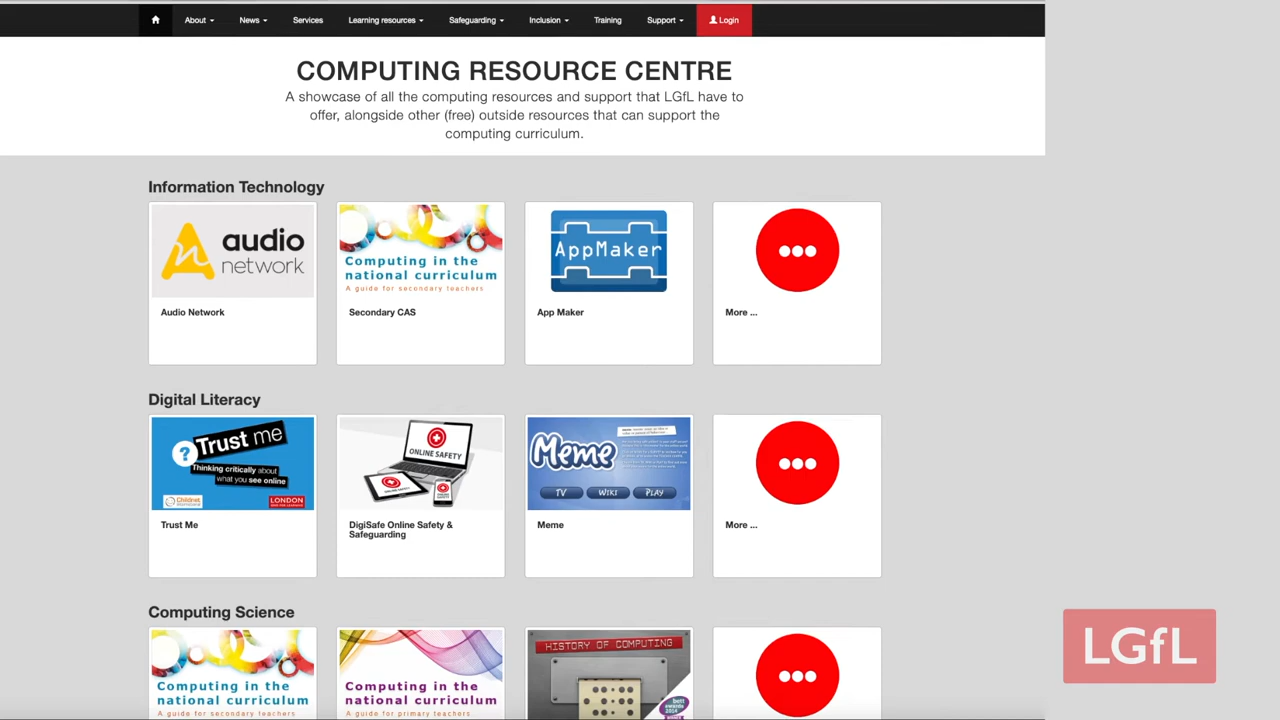 About News Services Learning resources Safeguarding Inclusion Training Support Login
COMPUTING RESOURCE CENTRE
A showcase of all the computing resources and support that LGfL have to
offer, alongside other (free) outside resources that can support the
computing curriculum.
Information Technology
audio
network
Computing in the
national curriculum
A guide for secondary teachers
AppMaker
Audio Network
Secondary CAS
App Maker
More ...
Digital Literacy
? Trust me
Thinking critically about
what you see online
Childnet
International
LONDON
ONLINE SAFETY
Meme
TV WIKI PLAY
Trust Me
DigiSafe Online Safety &
Safeguarding
Meme
More ...
Computing Science
Computing in the
national curriculum
A guide for secondary teachers
Computing in the
national curriculum
A guide for primary teachers
HISTORY OF COMPUTING
LGfL